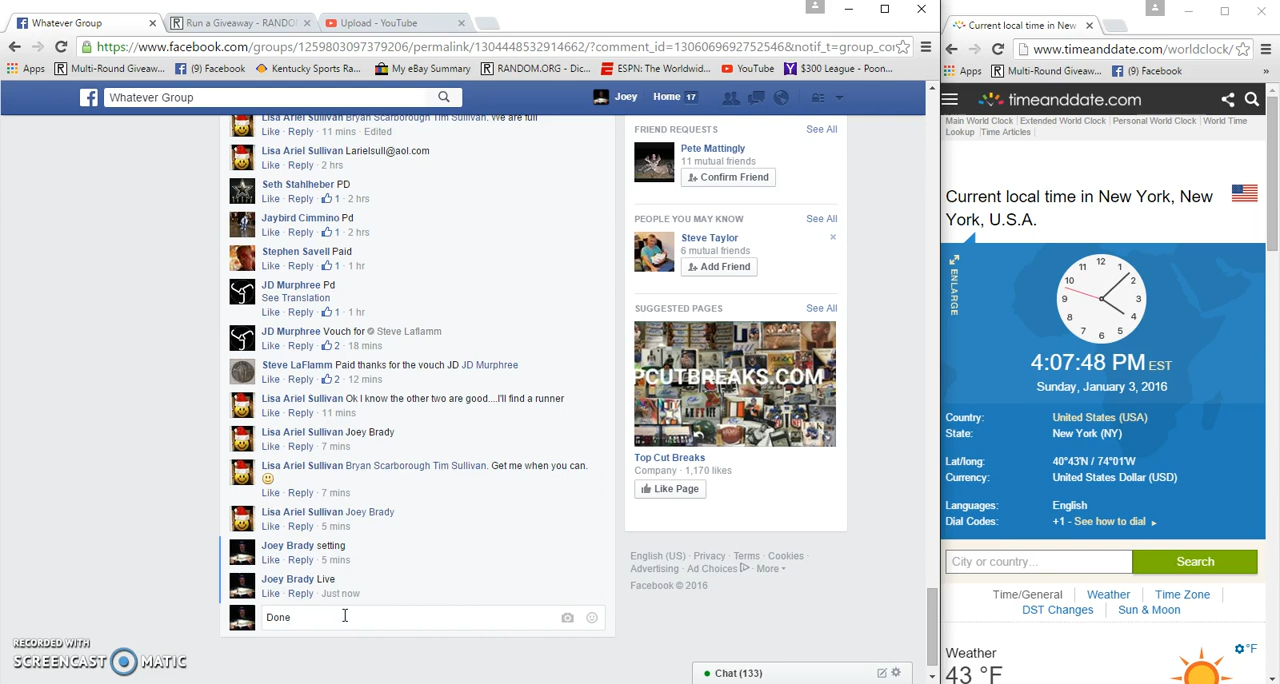 Whatever Group
Run a Giveaway - RANDO
Upload - YouTube
https://www.facebook.com/groups/1259803097379206/permalink/1304448532914662/?comment_id=1306069692752546&notif_t=group_co
Apps Multi-Round Giveaw... (9) Facebook Kentucky Sports Ra... My eBay Summary RANDOM.ORG - Dic... ESPN: The Worldwid... YouTube $300 League - Poon...
Whatever Group
Joey Home 17
Lisa Ariel Sullivan Bryan Scarborough Tim Sullivan. We are full
Like · Reply · 11 mins · Edited
Lisa Ariel Sullivan Larielsull@aol.com
Like · Reply · 2 hrs
Seth Stahlheber PD
Like · Reply · 1 · 2 hrs
Jaybird Cimmino Pd
Like · Reply · 1 · 2 hrs
Stephen Savell Paid
Like · Reply · 1 · 1 hr
JD Murphree Pd
See Translation
Like · Reply · 1 · 1 hr
JD Murphree Vouch for Steve Laflamm
Like · Reply · 2 · 18 mins
Steve LaFlamm Paid thanks for the vouch JD JD Murphree
Like · Reply · 2 · 12 mins
Lisa Ariel Sullivan Ok I know the other two are good....I'll find a runner
Like · Reply · 11 mins
Lisa Ariel Sullivan Joey Brady
Like · Reply · 7 mins
Lisa Ariel Sullivan Bryan Scarborough Tim Sullivan. Get me when you can.
Like · Reply · 7 mins
Lisa Ariel Sullivan Joey Brady
Like · Reply · 5 mins
Joey Brady setting
Like · Reply · 5 mins
Joey Brady Live
Like · Reply · Just now
Done
RECORDED WITH
SCREENCAST MATIC
FRIEND REQUESTS See All
Pete Mattingly
11 mutual friends
Confirm Friend
PEOPLE YOU MAY KNOW See All
Steve Taylor
6 mutual friends
Add Friend
SUGGESTED PAGES See All
PCUTBREAKS.COM
Top Cut Breaks
Company · 1,170 likes
Like Page
English (US) · Privacy · Terms · Cookies ·
Advertising · Ad Choices · More
Facebook © 2016
Chat (133)
Current local time in New
www.timeanddate.com/worldclock/
Apps Multi-Round Giveaw... (9) Facebook »
timeanddate.com
Main World Clock Extended World Clock Personal World Clock World Time
Lookup Time Articles
Current local time in New York, New
York, U.S.A.
ENLARGE
12 1 2 3 4 5 6 7 8 9 10 11
4:07:48 PM EST
Sunday, January 3, 2016
Country: United States (USA)
State: New York (NY)
Lat/long: 40°43'N / 74°01'W
Currency: United States Dollar (USD)
Languages: English
Dial Codes: +1 - See how to dial
City or country... Search
Time/General Weather Time Zone
DST Changes Sun & Moon
Weather °F
43 °F